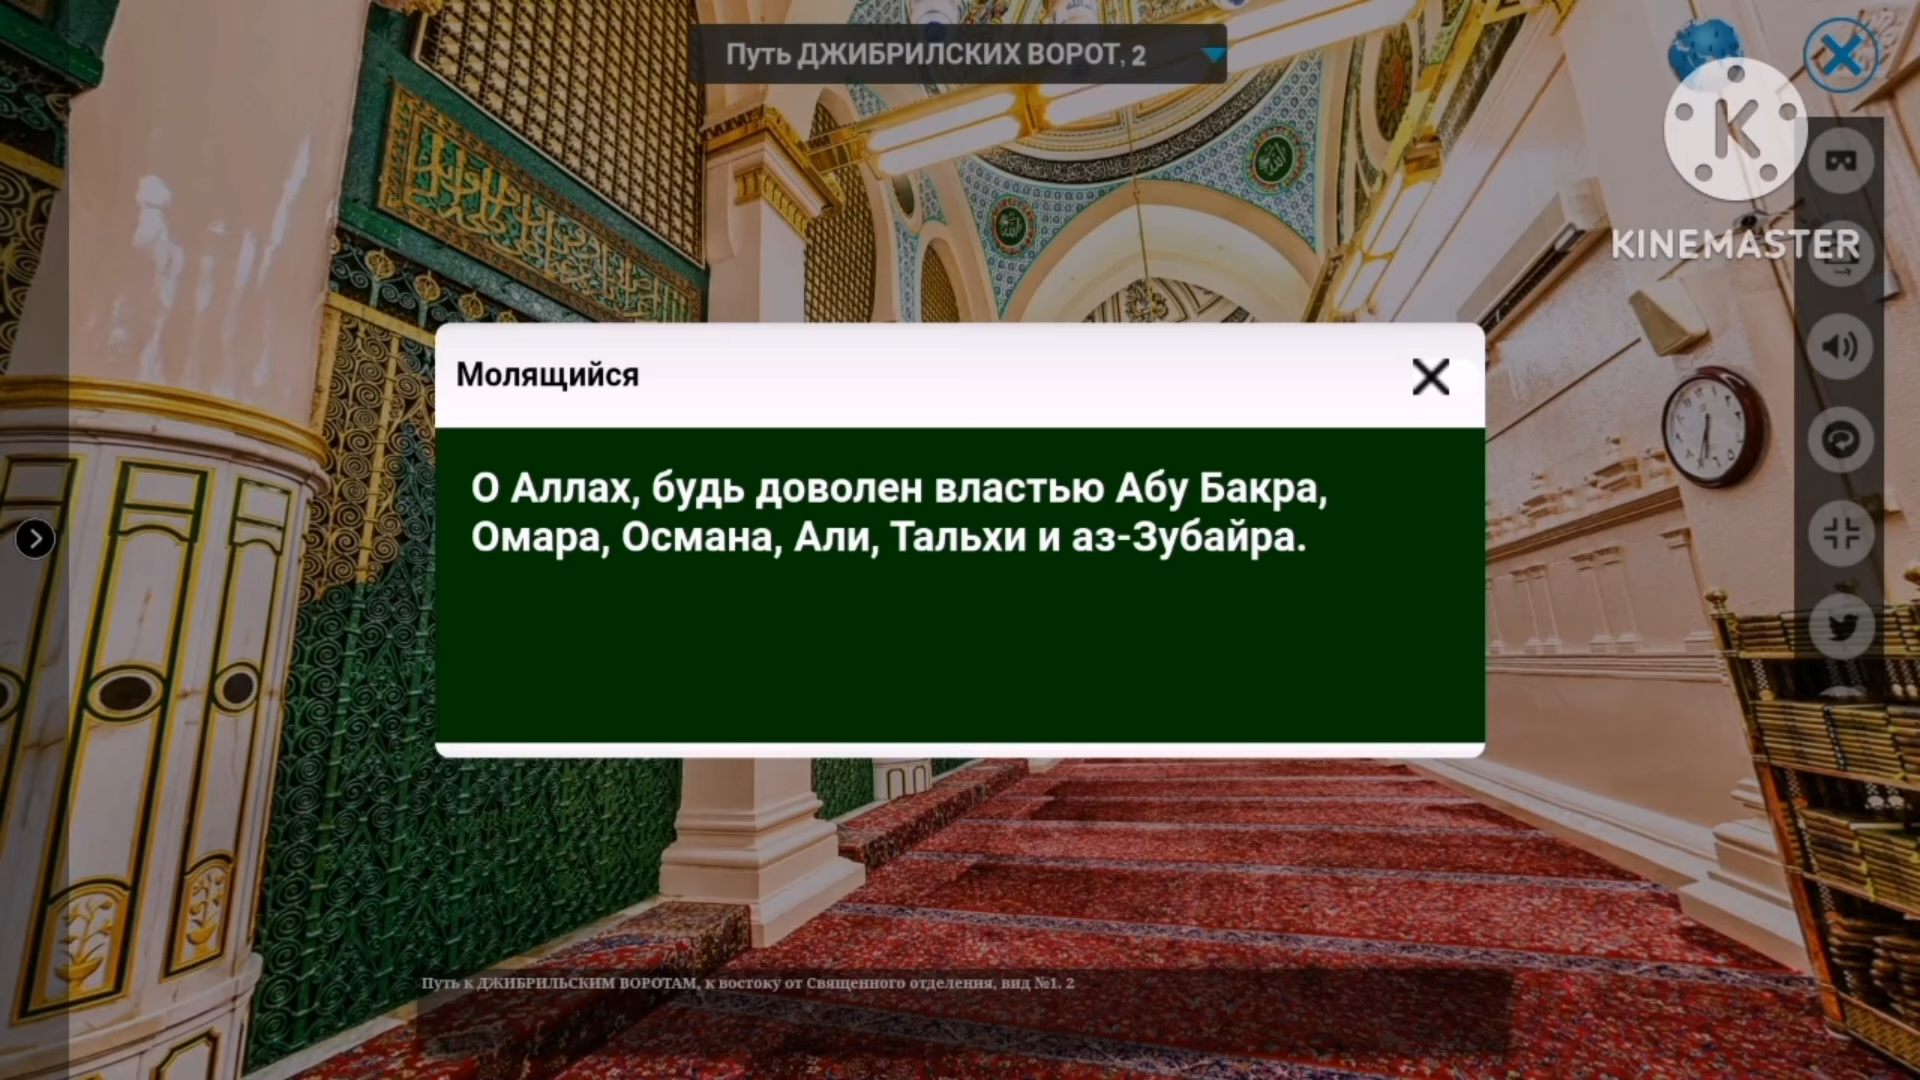 Путь ДЖИБРИЛСКИХ ВОРОТ, 2
KINEMASTER
Молящийся
О Аллах, будь доволен властью Абу Бакра,
Омара, Османа, Али, Тальхи и аз-Зубайра.
Путь к ДЖИБРИЛЬСКИМ ВОРОТАМ, к востоку от Священного отделения, вид №1. 2